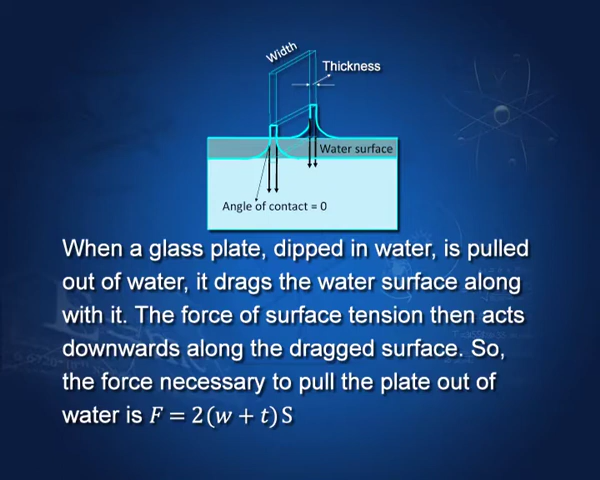 Width
Thickness
Water surface
Angle of contact = 0
When a glass plate, dipped in water, is pulled
out of water, it drags the water surface along
with it. The force of surface tension then acts
downwards along the dragged surface. So,
the force necessary to pull the plate out of
water is F = 2(w + t)S